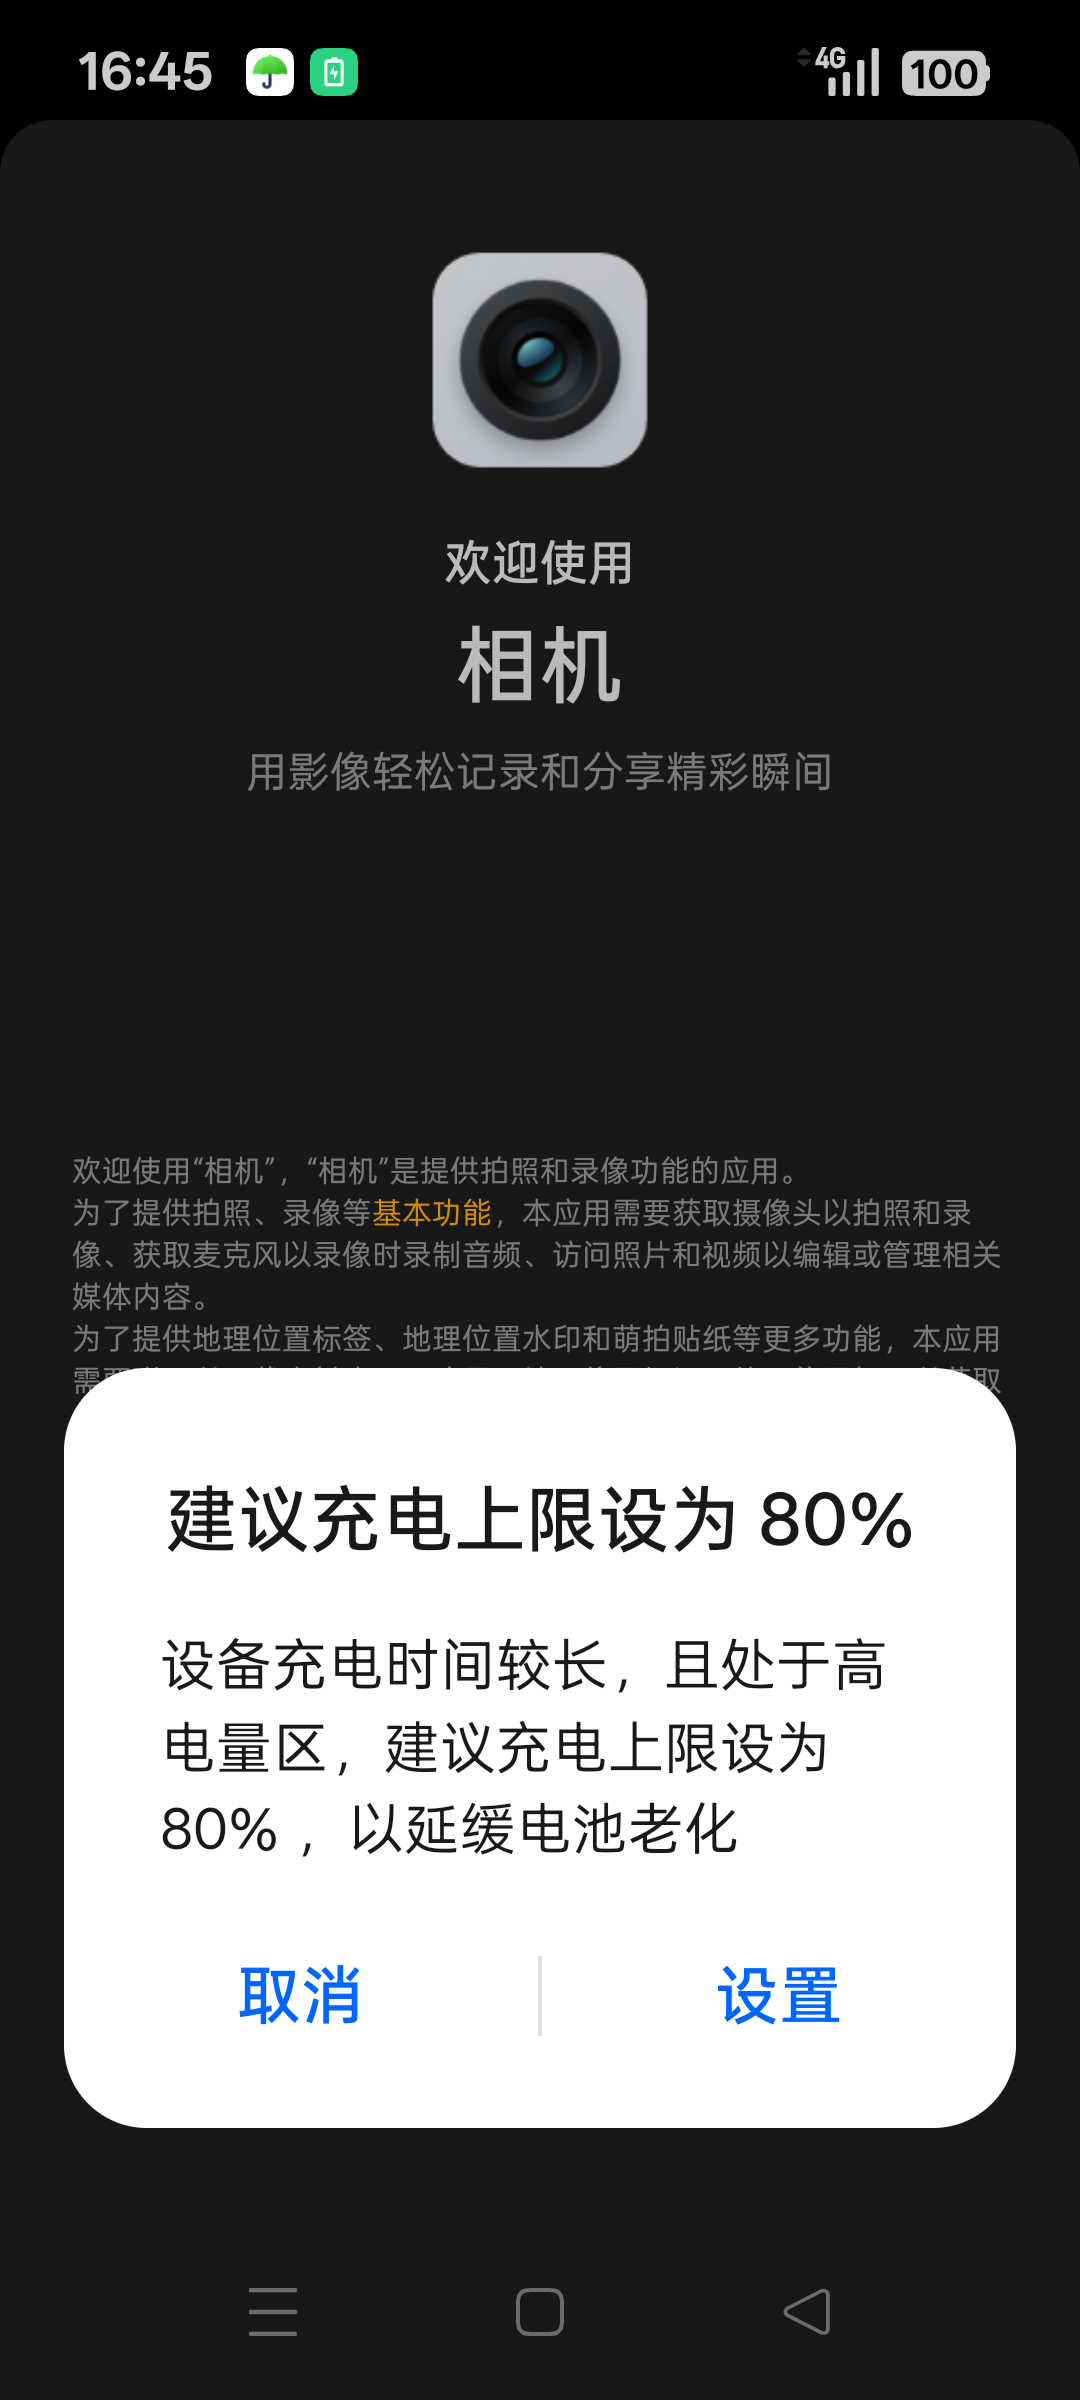 16:45
4G
100
欢迎使用
相机
用影像轻松记录和分享精彩瞬间
欢迎使用“相机”，“相机”是提供拍照和录像功能的应用。
为了提供拍照、录像等基本功能，本应用需要获取摄像头以拍照和录
像、获取麦克风以录像时录制音频、访问照片和视频以编辑或管理相关
媒体内容。
为了提供地理位置标签、地理位置水印和萌拍贴纸等更多功能，本应用
建议充电上限设为 80%
设备充电时间较长，且处于高
电量区，建议充电上限设为
80% ，以延缓电池老化
取消
设置